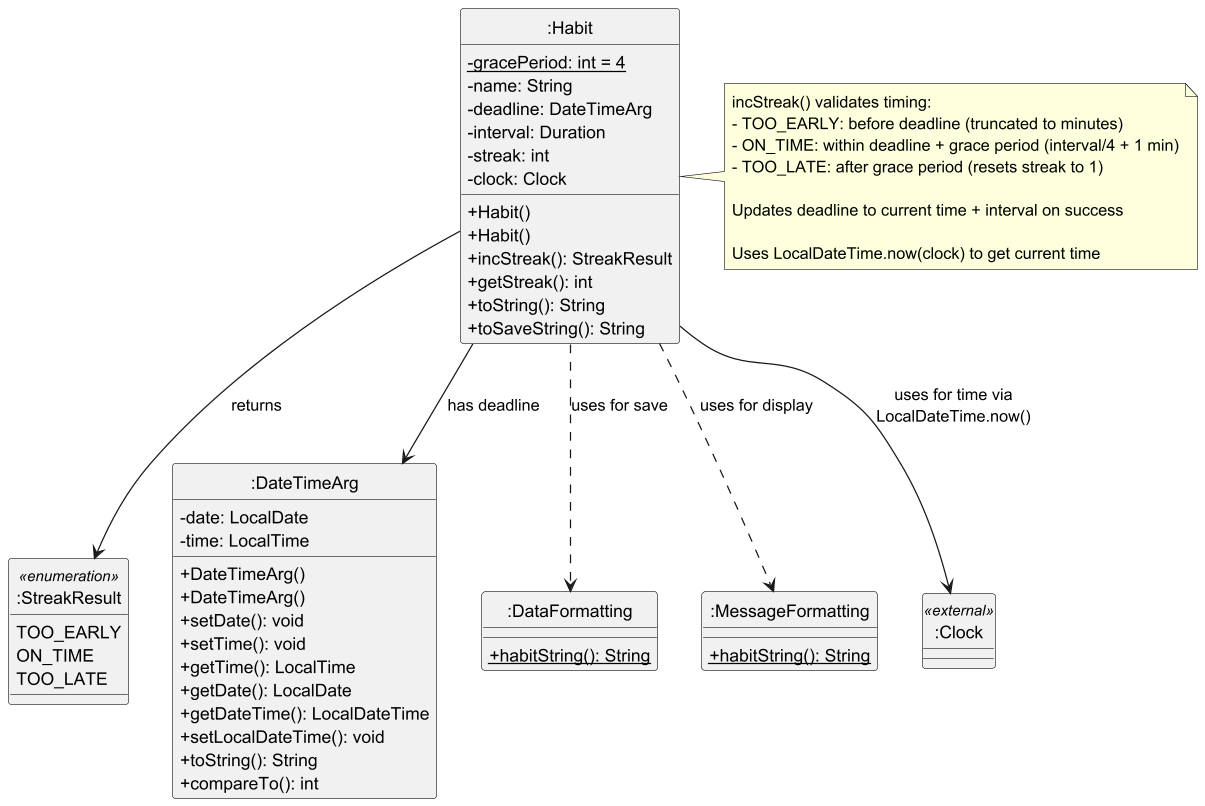 :Habit
-gracePeriod: int = 4
-name: String
-deadline: DateTimeArg
-interval: Duration
-streak: int
-clock: Clock
+Habit()
+Habit()
+incStreak(): StreakResult
+getStreak(): int
+toString(): String
+toSaveString(): String
incStreak() validates timing:
- TOO_EARLY: before deadline (truncated to minutes)
- ON_TIME: within deadline + grace period (interval/4 + 1 min)
- TOO_LATE: after grace period (resets streak to 1)
Updates deadline to current time + interval on success
Uses LocalDateTime.now(clock) to get current time
returns
has deadline
uses for save
uses for display
uses for time via
LocalDateTime.now()
«enumeration»
:StreakResult
TOO_EARLY
ON_TIME
TOO_LATE
:DateTimeArg
-date: LocalDate
-time: LocalTime
+DateTimeArg()
+DateTimeArg()
+setDate(): void
+setTime(): void
+getTime(): LocalTime
+getDate(): LocalDate
+getDateTime(): LocalDateTime
+setLocalDateTime(): void
+toString(): String
+compareTo(): int
:DataFormatting
+habitString(): String
:MessageFormatting
+habitString(): String
«external»
:Clock